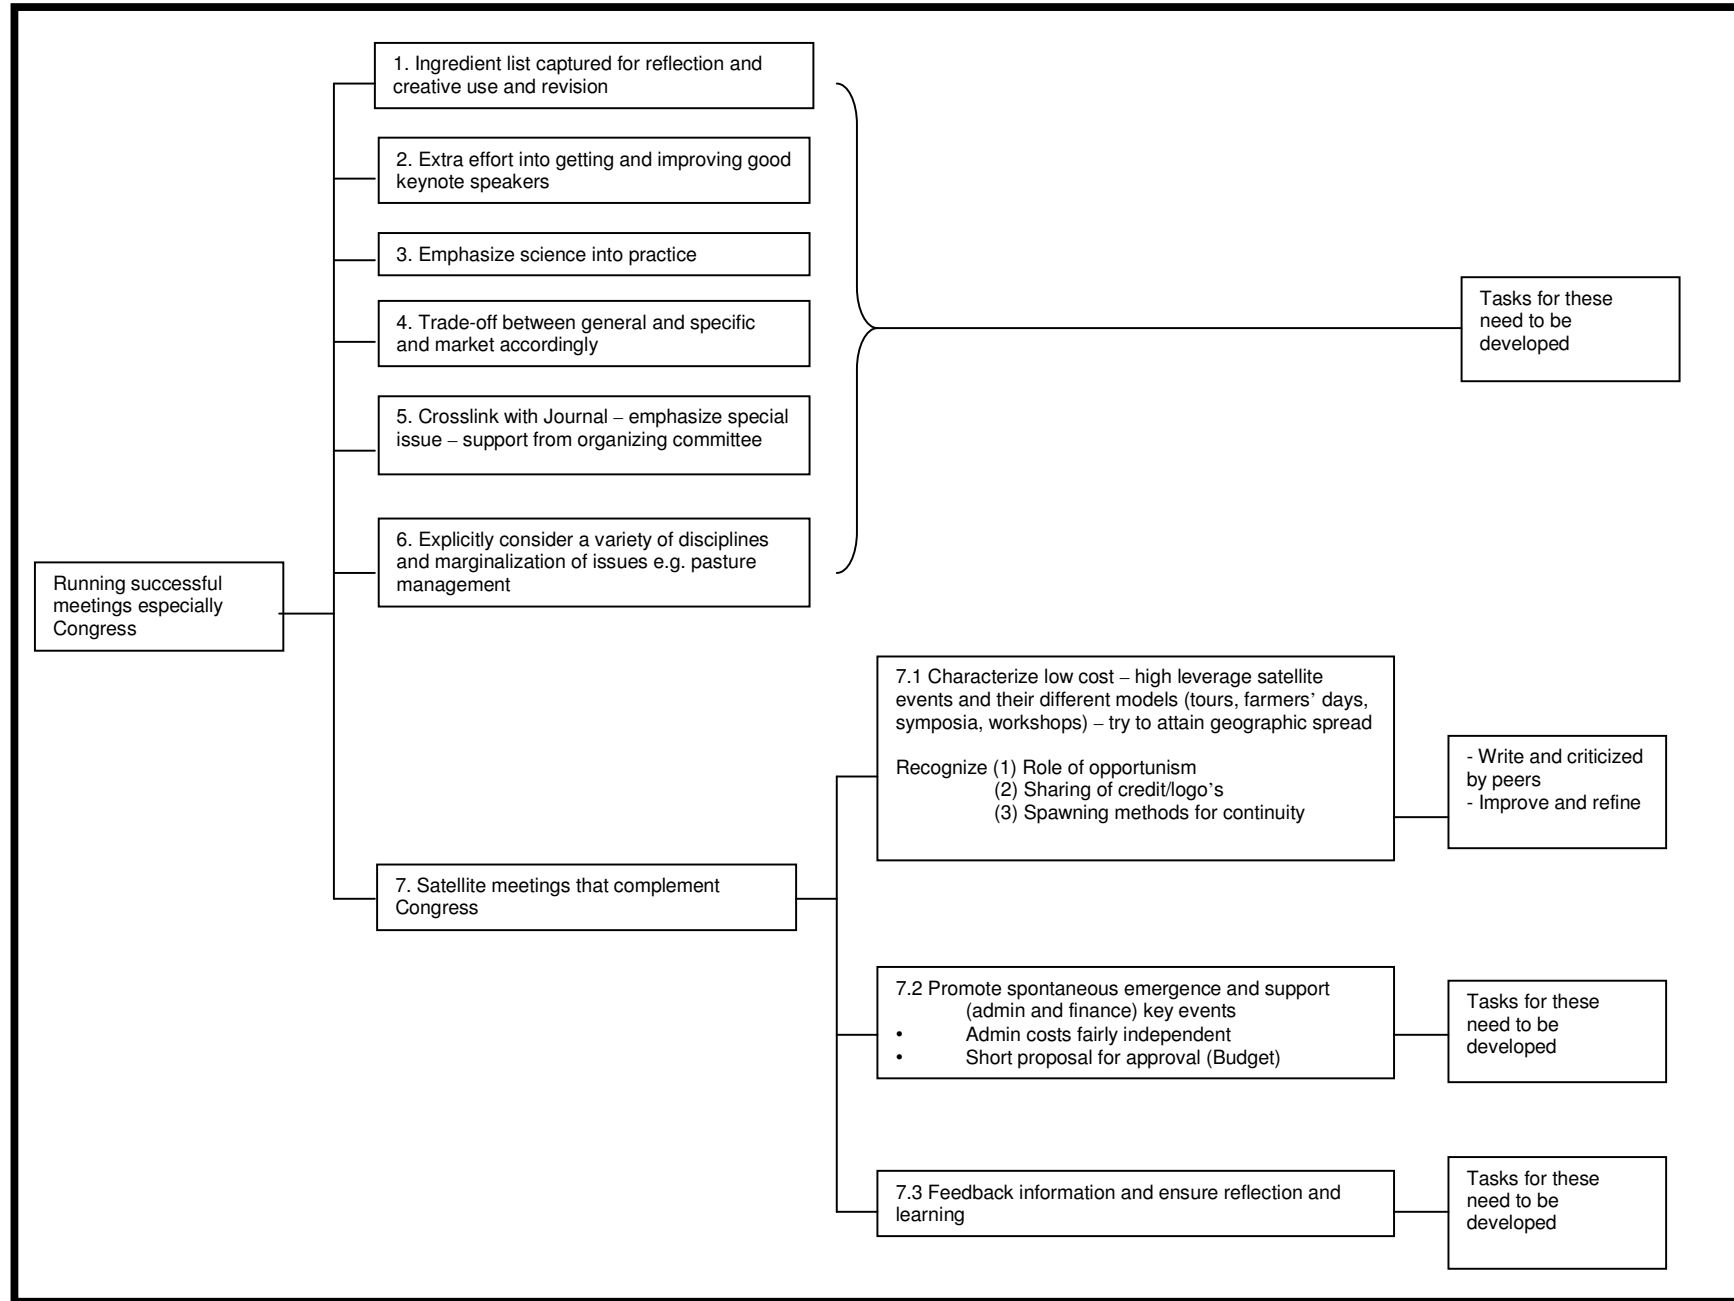 1. Ingredient list captured for reflection and
creative use and revision
2. Extra effort into getting and improving good
keynote speakers
3. Emphasize science into practice
4. Trade-off between general and specific
and market accordingly
Tasks for these
need to be
developed
5. Crosslink with Journal – emphasize special
issue – support from organizing committee
6. Explicitly consider a variety of disciplines
and marginalization of issues e.g. pasture
management
Running successful
meetings especially
Congress
7.1 Characterize low cost – high leverage satellite
events and their different models (tours, farmers’ days,
symposia, workshops) – try to attain geographic spread
Recognize (1) Role of opportunism
(2) Sharing of credit/logo’s
(3) Spawning methods for continuity
- Write and criticized
by peers
- Improve and refine
7. Satellite meetings that complement
Congress
7.2 Promote spontaneous emergence and support
(admin and finance) key events
• Admin costs fairly independent
• Short proposal for approval (Budget)
Tasks for these
need to be
developed
7.3 Feedback information and ensure reflection and
learning
Tasks for these
need to be
developed